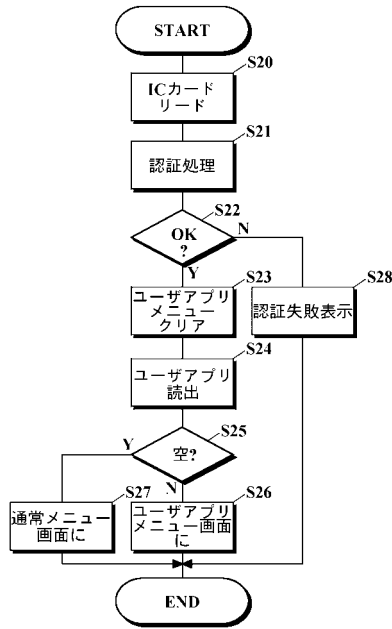 START
S20
ICカード
リード
S21
認証処理
S22
OK
?
N
Y
S23
ユーザアプリ
メニュー
クリア
S28
認証失敗表示
S24
ユーザアプリ
読出
S25
空?
Y
N
S27
通常メニュー
画面に
S26
ユーザアプリ
メニュー画面
に
END